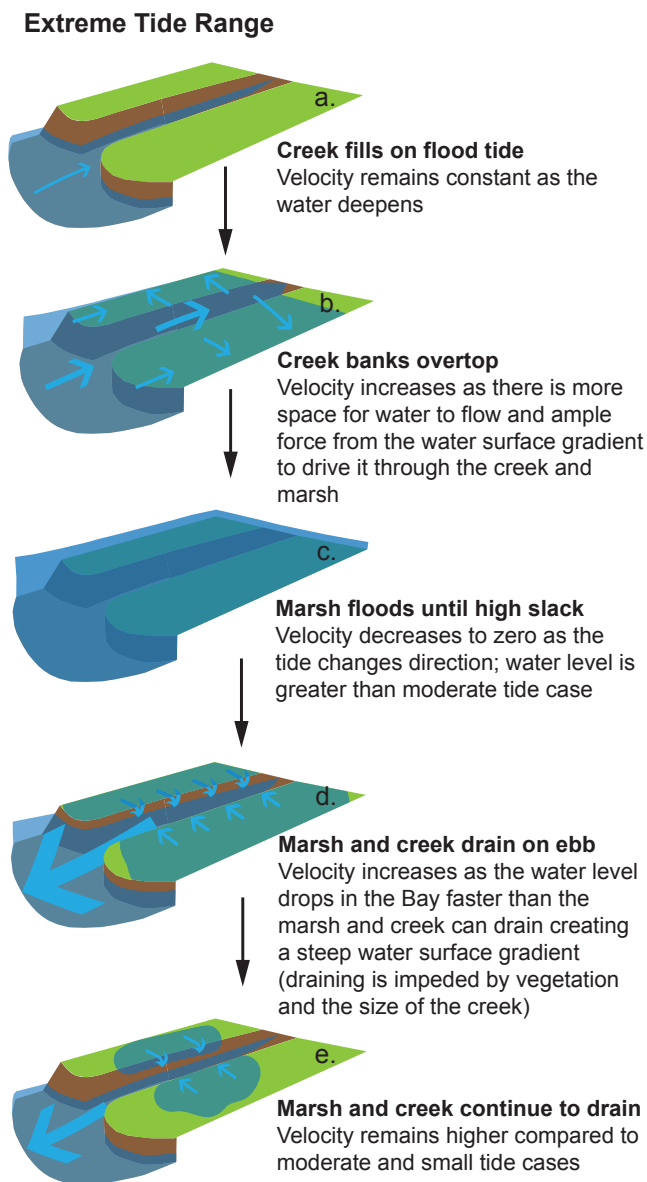 Extreme Tide Range
a.
Creek fills on flood tide
Velocity remains constant as the
water deepens
b.
Creek banks overtop
Velocity increases as there is more
space for water to flow and ample
force from the water surface gradient
to drive it through the creek and
marsh
c.
Marsh floods until high slack
Velocity decreases to zero as the
tide changes direction; water level is
greater than moderate tide case
d.
Marsh and creek drain on ebb
Velocity increases as the water level
drops in the Bay faster than the
marsh and creek can drain creating
a steep water surface gradient
(draining is impeded by vegetation
and the size of the creek)
e.
Marsh and creek continue to drain
Velocity remains higher compared to
moderate and small tide cases